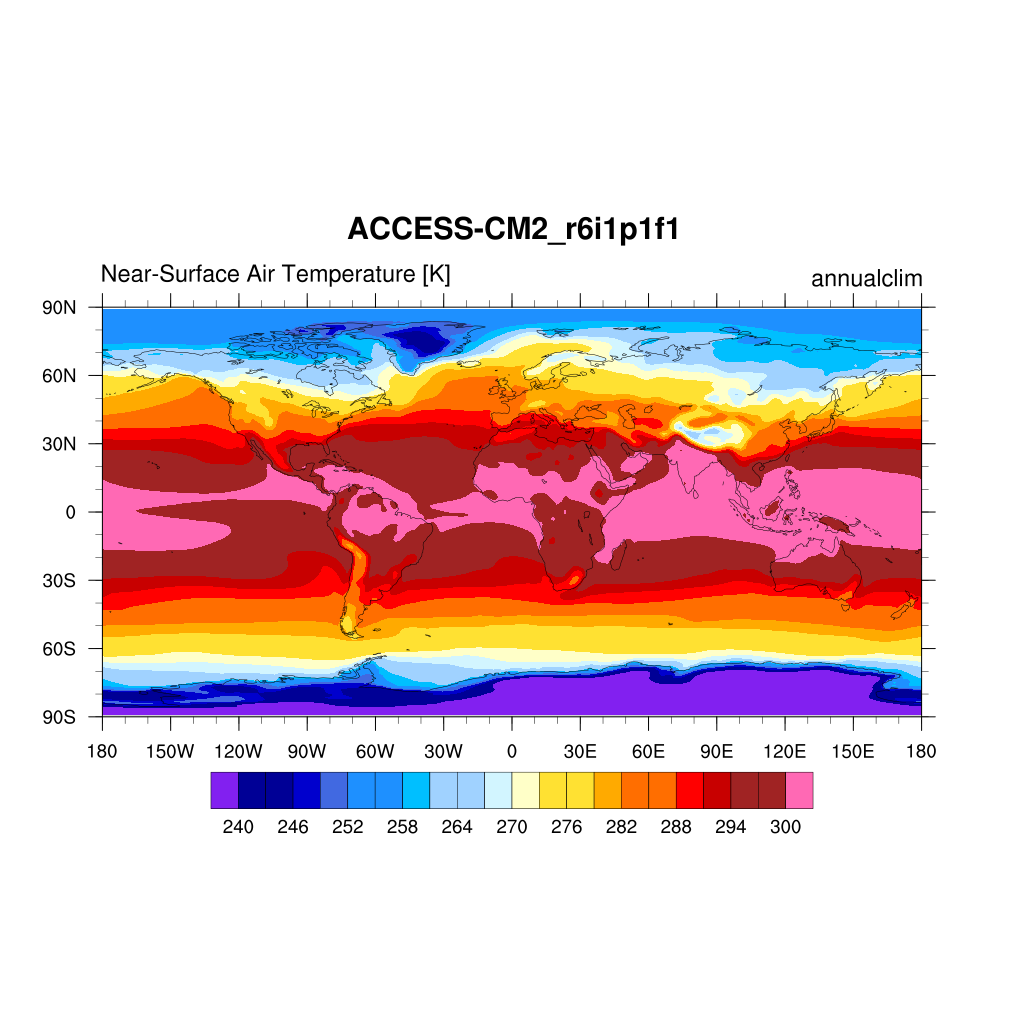 ACCESS-CM2_r6i1p1f1
Near-Surface Air Temperature [K]
annualclim
90N
60N
30N
0
30S
60S
90S
180 150W 120W 90W 60W 30W 0 30E 60E 90E 120E 150E 180
240 246 252 258 264 270 276 282 288 294 300